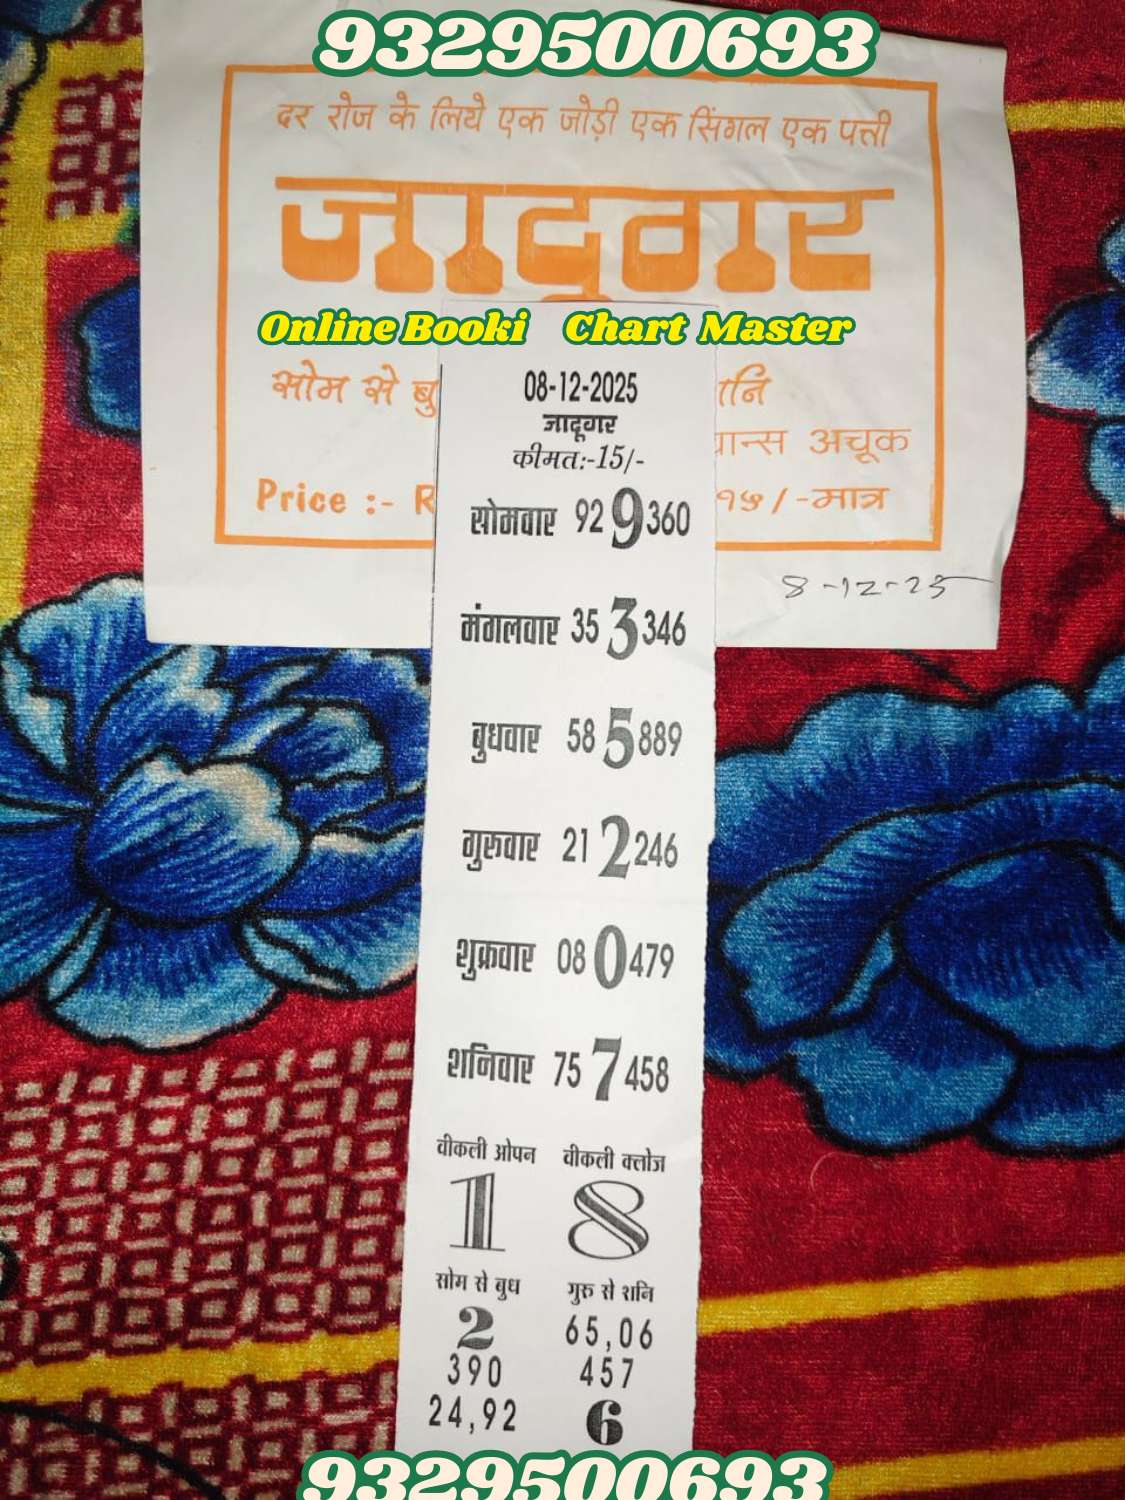 9329500693
दर रोज के लिये एक जोड़ी एक सिंगल एक पत्ती
जादूगर
Online Booki Chart Master
सोम से बु
नि
08-12-2025
जादूगर
कीमत:-15/-
चान्स अचूक
Price :- R
१५/-मात्र
सोमवार 92 9 360
8-12-25
मंगलवार 35 3 346
बुधवार 58 5 889
गुरुवार 21 2 246
शुक्रवार 08 0 479
शनिवार 75 7 458
वीकली ओपन वीकली क्लोज
1 8
सोम से बुध गुरु से शनि
2 65,06
390 457
24,92 6
9329500693